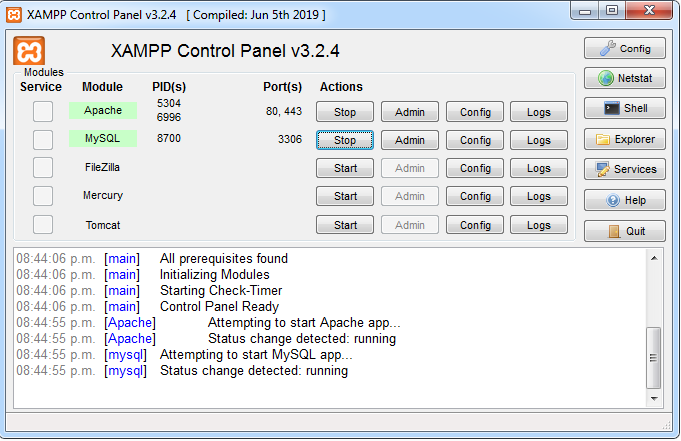 XAMPP Control Panel v3.2.4   [ Compiled: Jun 5th 2019 ]
XAMPP Control Panel v3.2.4
Config
Modules
Service Module PID(s) Port(s) Actions
Netstat
Apache 5304 6996 80, 443 Stop Admin Config Logs
Shell
MySQL 8700 3306 Stop Admin Config Logs
Explorer
FileZilla Start Admin Config Logs
Services
Mercury Start Admin Config Logs
Help
Tomcat Start Admin Config Logs
Quit
08:44:06 p.m. [main] All prerequisites found
08:44:06 p.m. [main] Initializing Modules
08:44:06 p.m. [main] Starting Check-Timer
08:44:06 p.m. [main] Control Panel Ready
08:44:55 p.m. [Apache] Attempting to start Apache app...
08:44:55 p.m. [Apache] Status change detected: running
08:44:55 p.m. [mysql] Attempting to start MySQL app...
08:44:55 p.m. [mysql] Status change detected: running